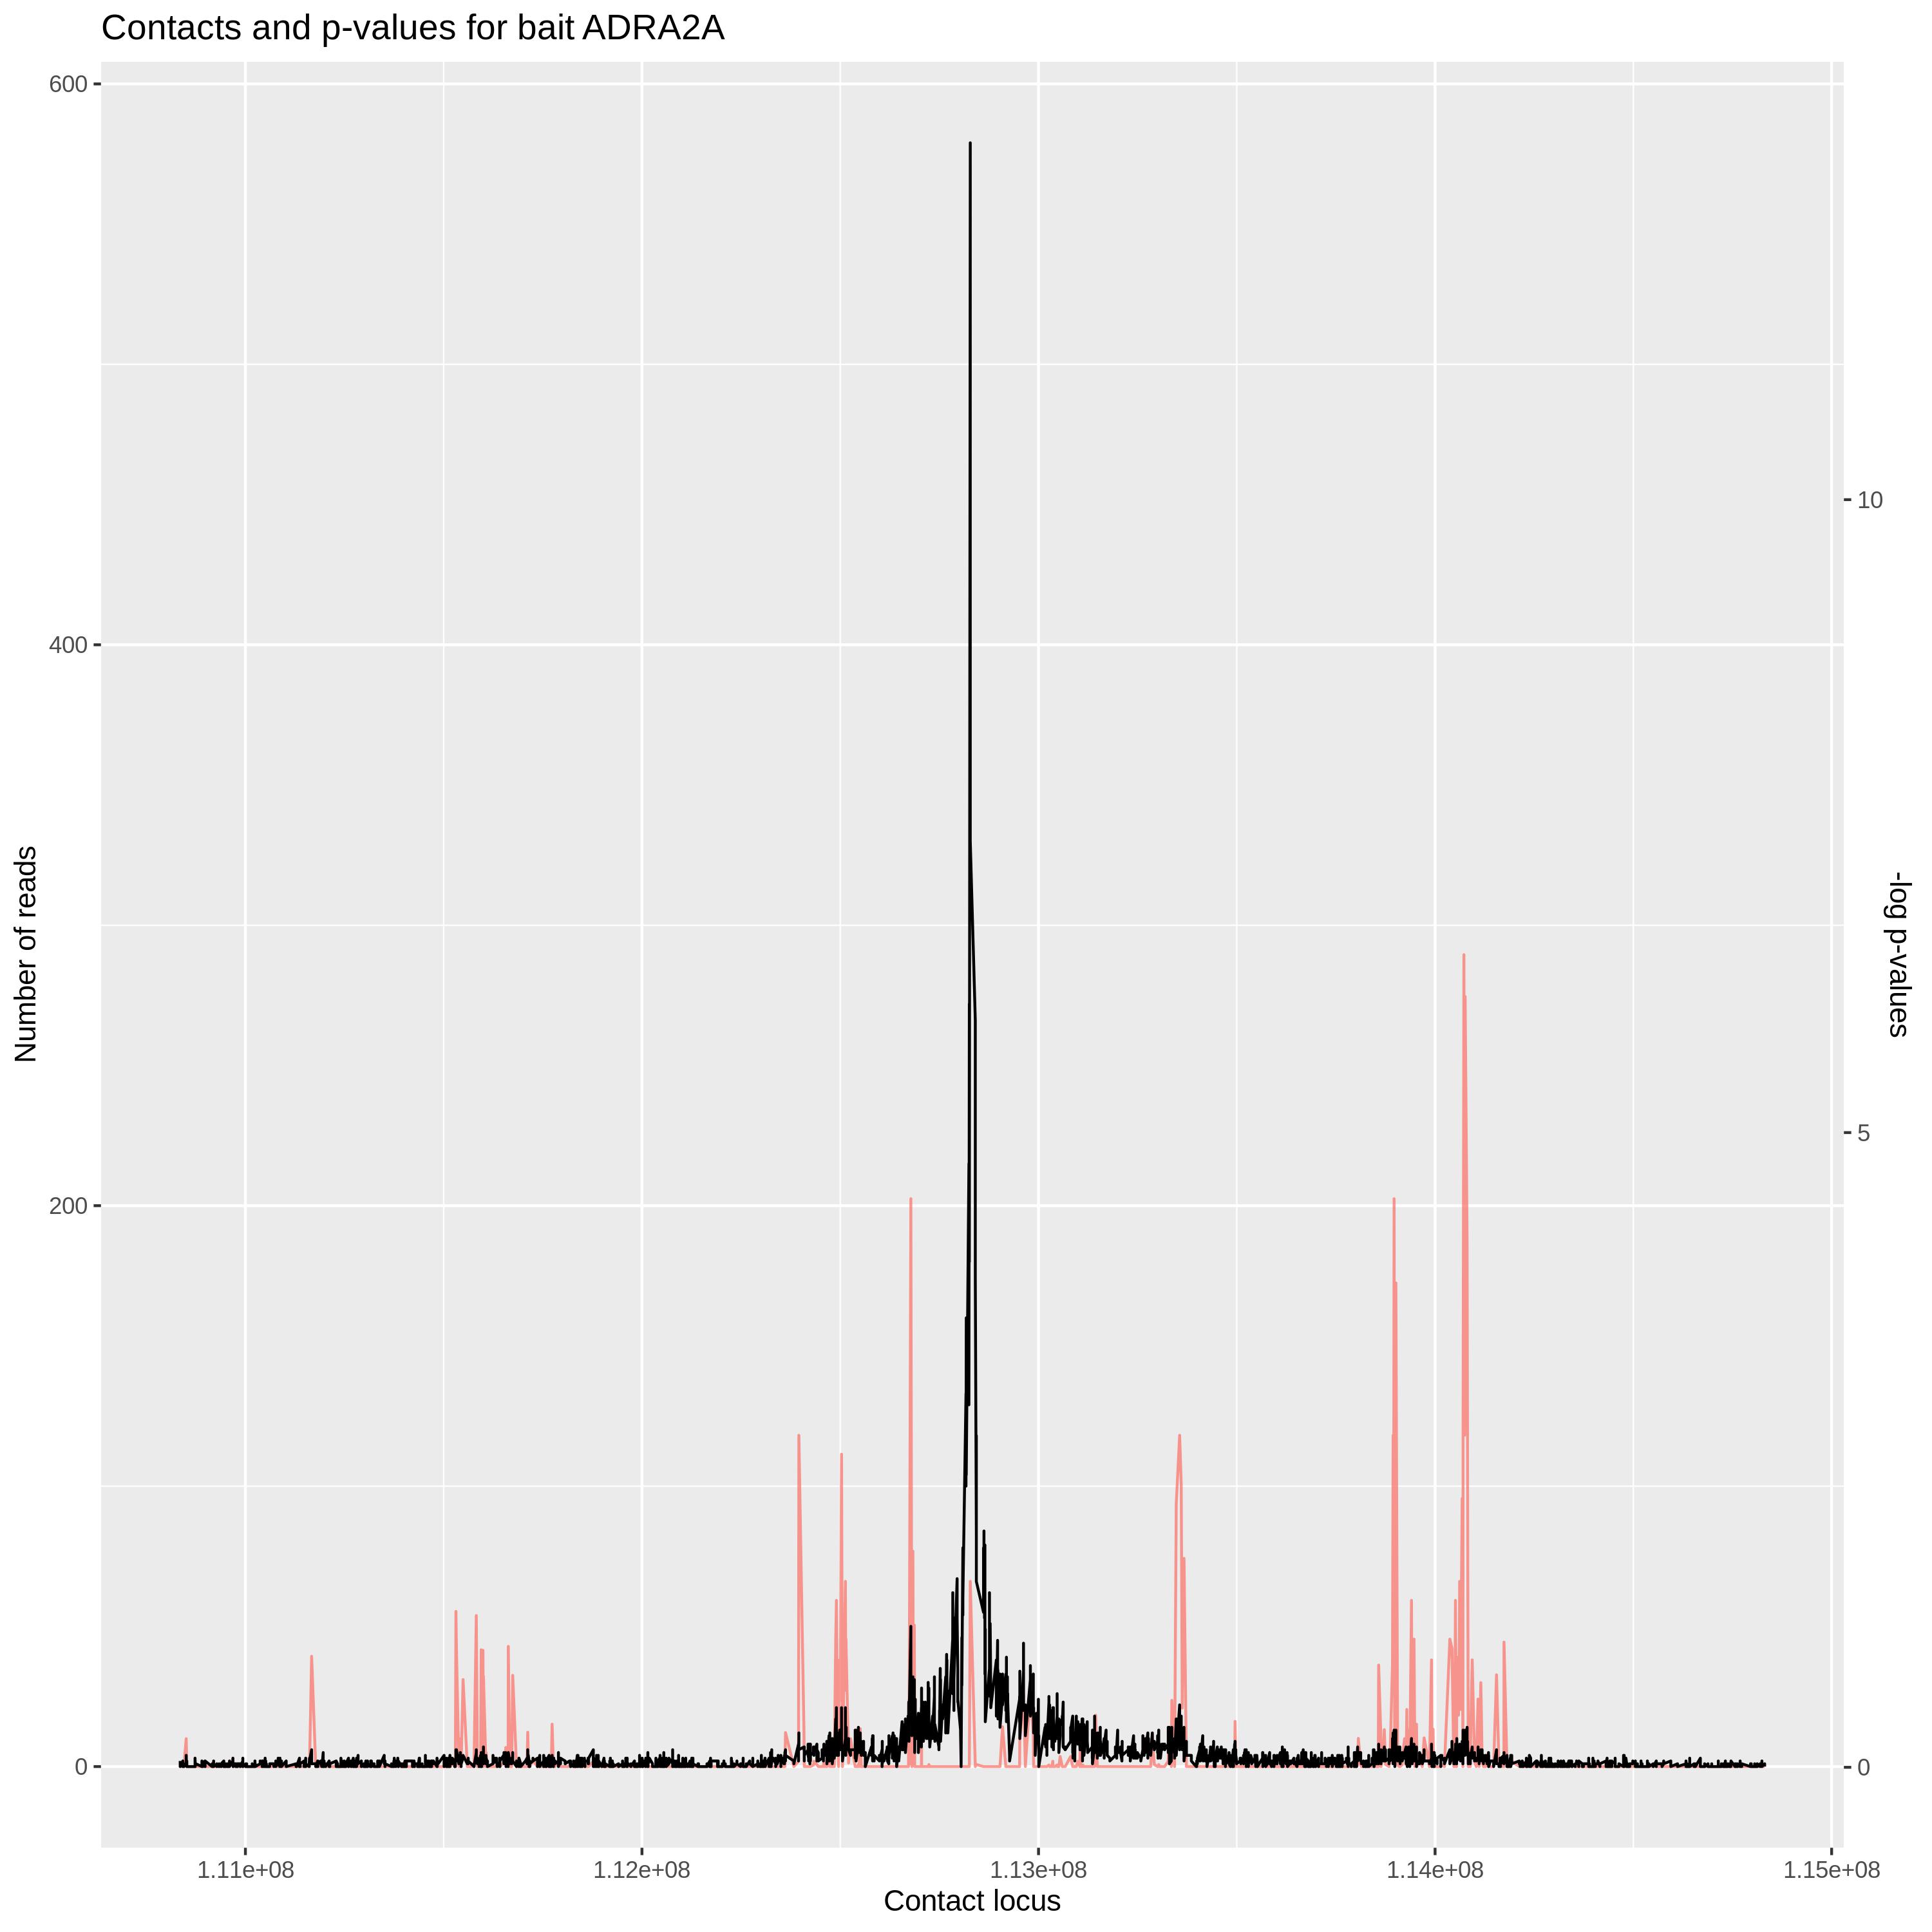 Contacts and p-values for bait ADRA2A
600
400
200
0
Number of reads
10
5
0
-log p-values
1.11e+08
1.12e+08
1.13e+08
1.14e+08
1.15e+08
Contact locus